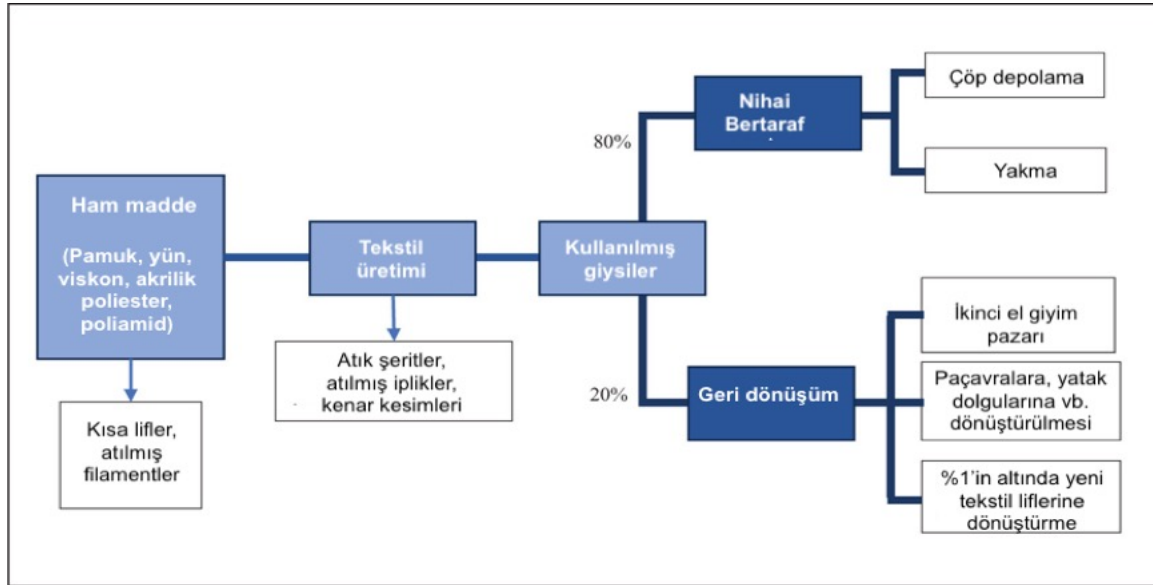 Ham madde
(Pamuk, yün,
viskon, akrilik
poliester,
poliamid)
Kısa lifler,
atılmış
filamentler
Tekstil
üretimi
Atık şeritler,
atılmış iplikler,
kenar kesimleri
Kullanılmış
giysiler
80%
Nihai
Bertaraf
Çöp depolama
Yakma
20%
Geri dönüşüm
İkinci el giyim
pazarı
Paçavralara, yatak
dolgularına vb.
dönüştürülmesi
%1'in altında yeni
tekstil liflerine
dönüştürme